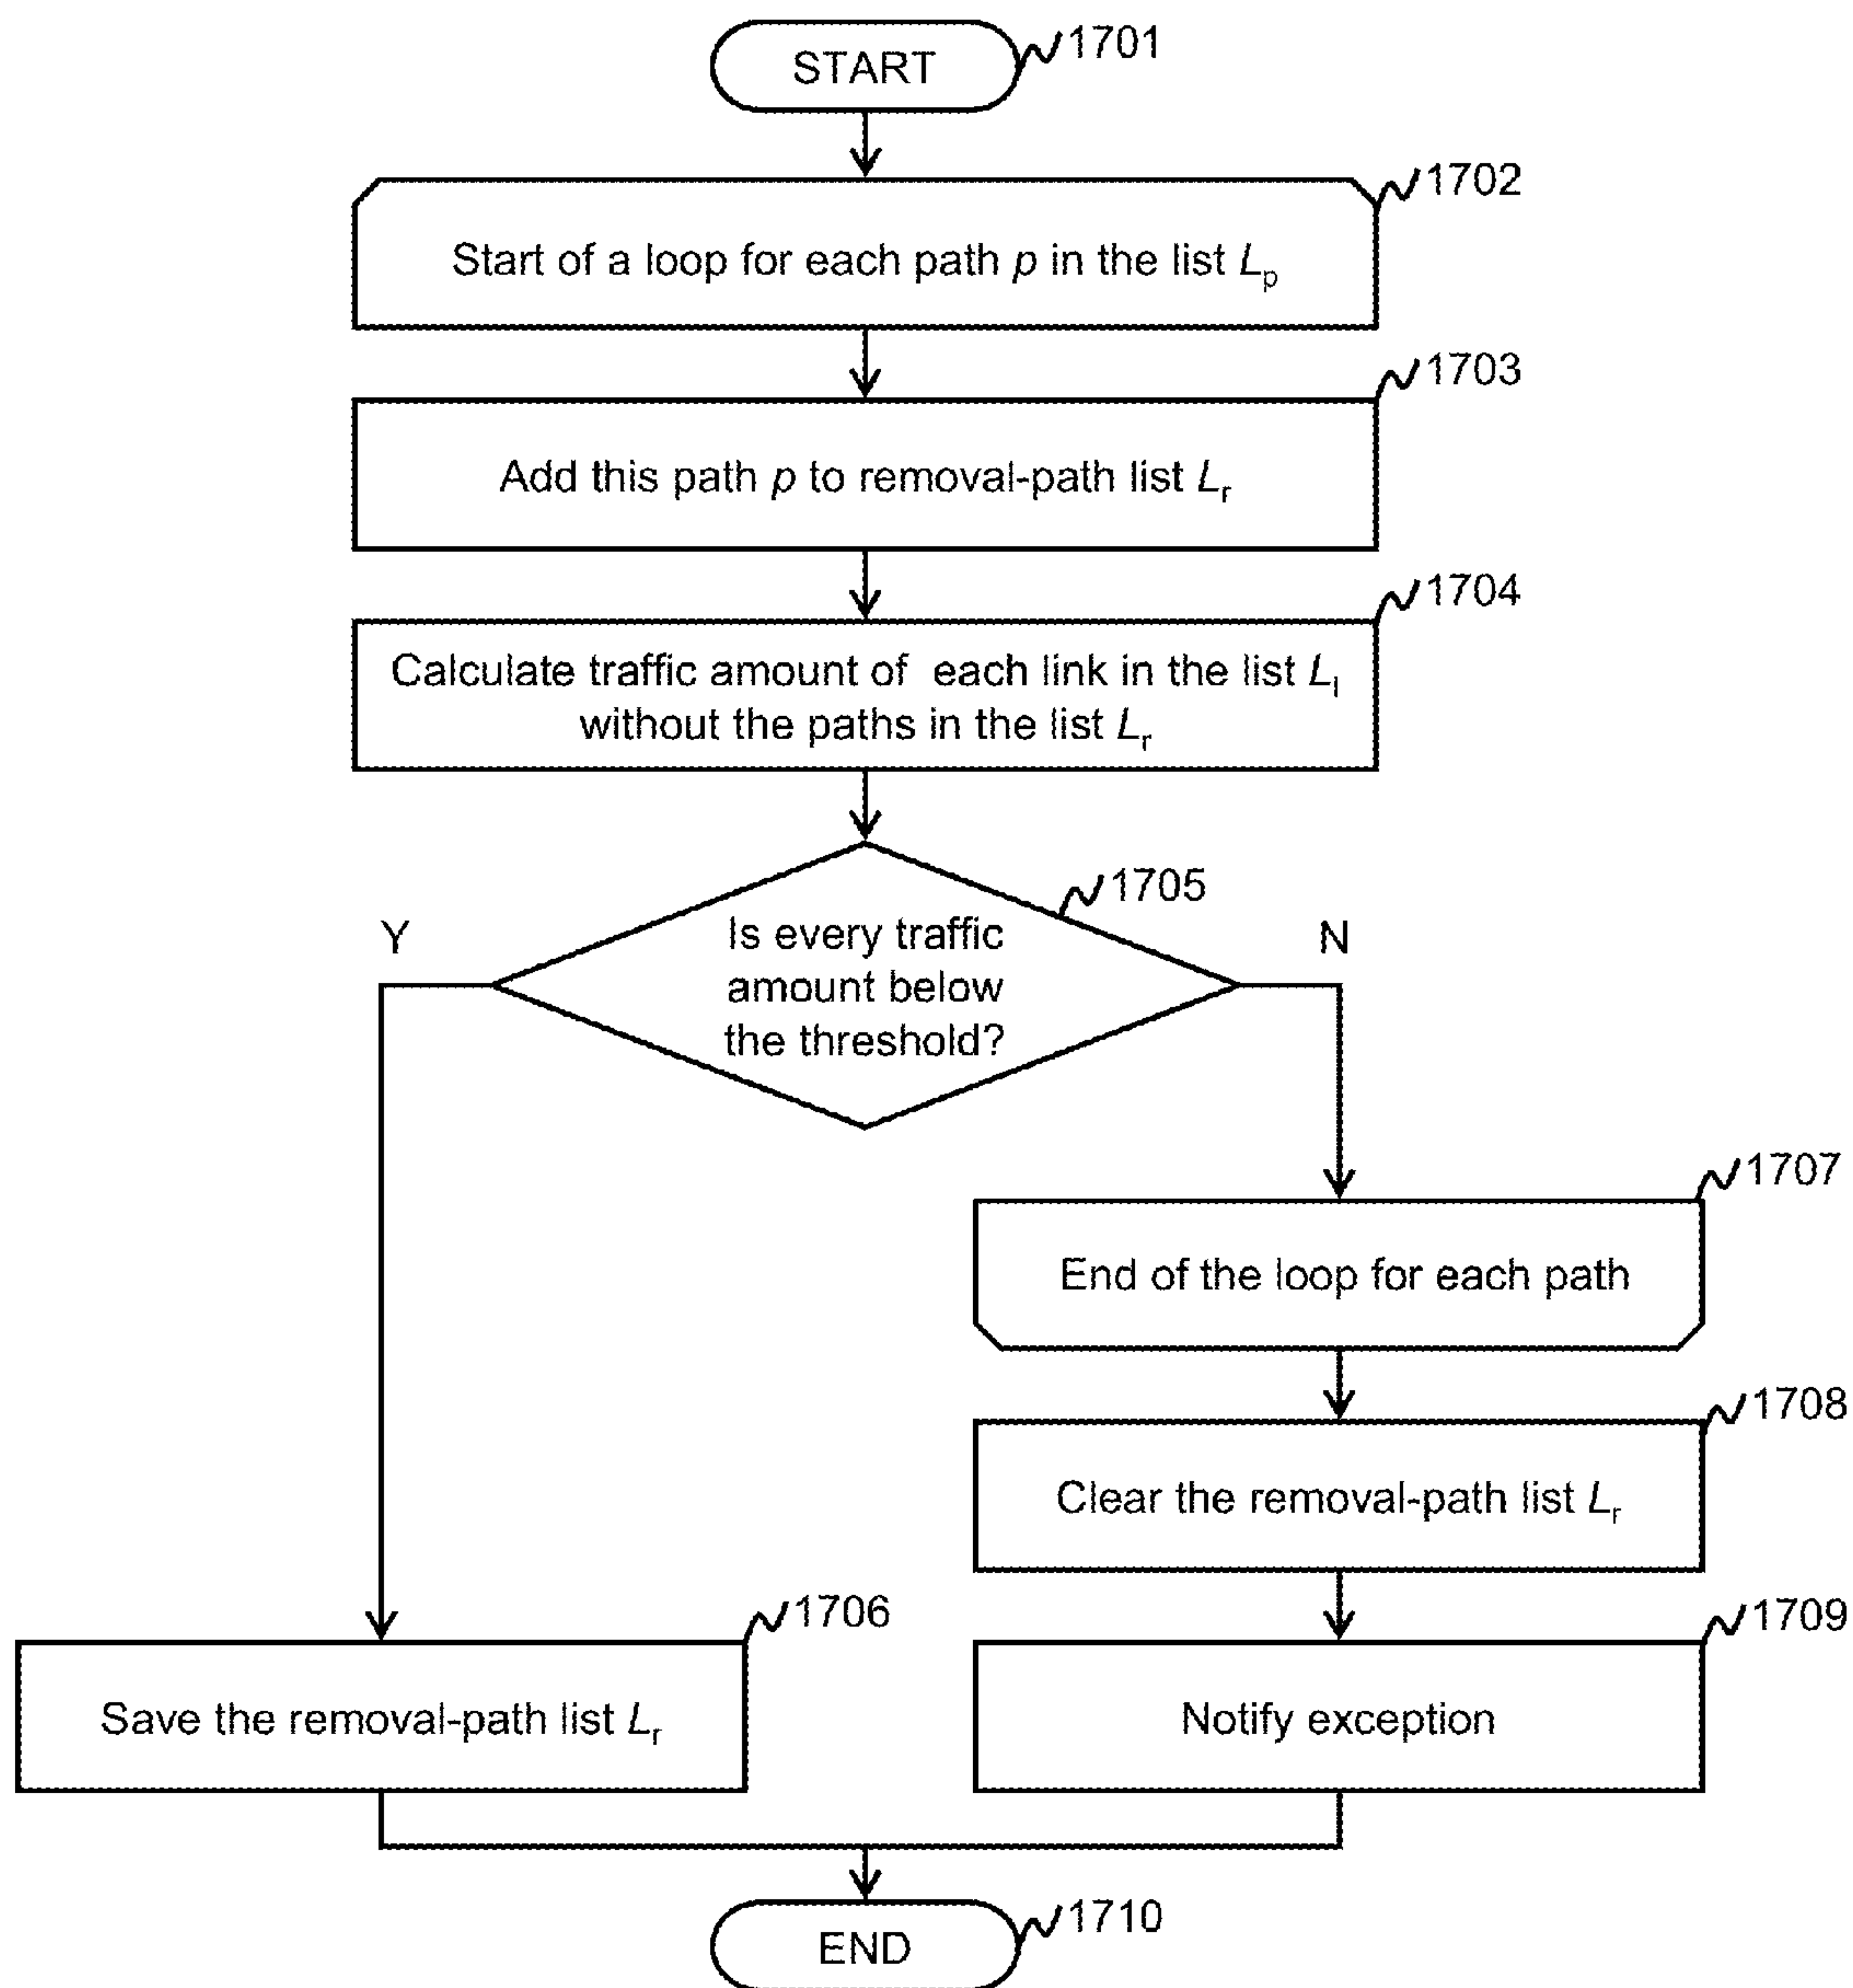 START
1701
1702
Start of a loop for each path p in the list Lp
1703
Add this path p to removal-path list Lr
1704
Calculate traffic amount of each link in the list Ll
without the paths in the list Lr
1705
Y
N
Is every traffic
amount below
the threshold?
1707
End of the loop for each path
1708
Clear the removal-path list Lr
1706
1709
Save the removal-path list Lr
Notify exception
1710
END